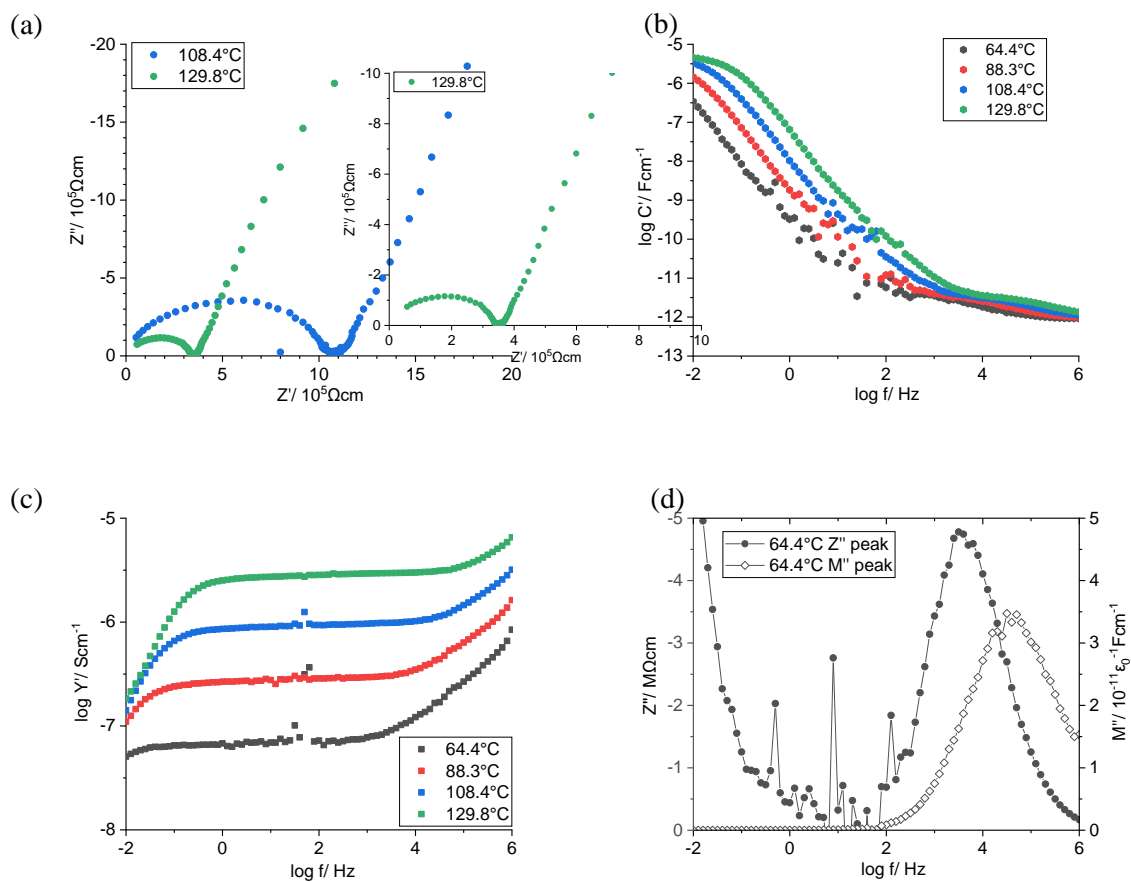 (a)
Z''/ 10⁵Ωcm
-20
-15
-10
-5
0
108.4°C
129.8°C
0 5 10 15 20
Z'/ 10⁵Ωcm
Z''/ 10⁵Ωcm
-10
-8
-6
-4
-2
0
129.8°C
0 2 4 6 8 10
Z'/ 10⁵Ωcm
(b)
log C'/ Fcm⁻¹
-5
-6
-7
-8
-9
-10
-11
-12
-13
64.4°C
88.3°C
108.4°C
129.8°C
-2 0 2 4 6
log f/ Hz
(c)
log Y'/ Scm⁻¹
-5
-6
-7
-8
64.4°C
88.3°C
108.4°C
129.8°C
-2 0 2 4 6
log f/ Hz
(d)
Z''/ MΩcm
-5
-4
-3
-2
-1
0
64.4°C Z'' peak
64.4°C M'' peak
5
4
3
2
1
0
M''/ 10⁻¹¹ε₀⁻¹Fcm⁻¹
-2 0 2 4 6
log f/ Hz